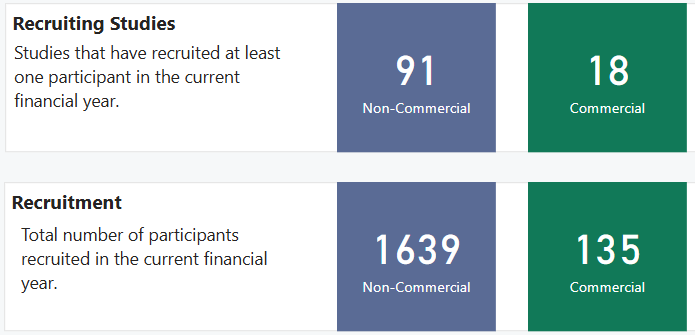 Recruiting Studies
Studies that have recruited at least
one participant in the current
financial year.
91
Non-Commercial
18
Commercial
Recruitment
Total number of participants
recruited in the current financial
year.
1639
Non-Commercial
135
Commercial